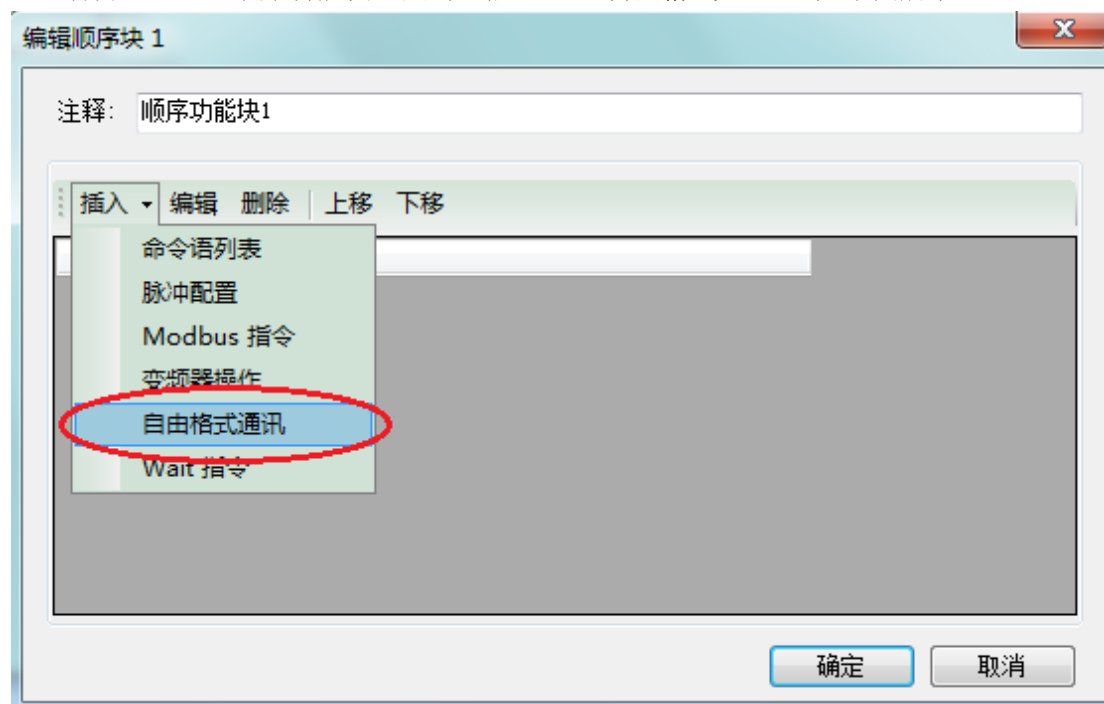 编辑顺序块 1
注释: 顺序功能块1
插入 编辑 删除 上移 下移
命令语列表
脉冲配置
Modbus 指令
变频器操作
自由格式通讯
Wait 指令
确定 取消